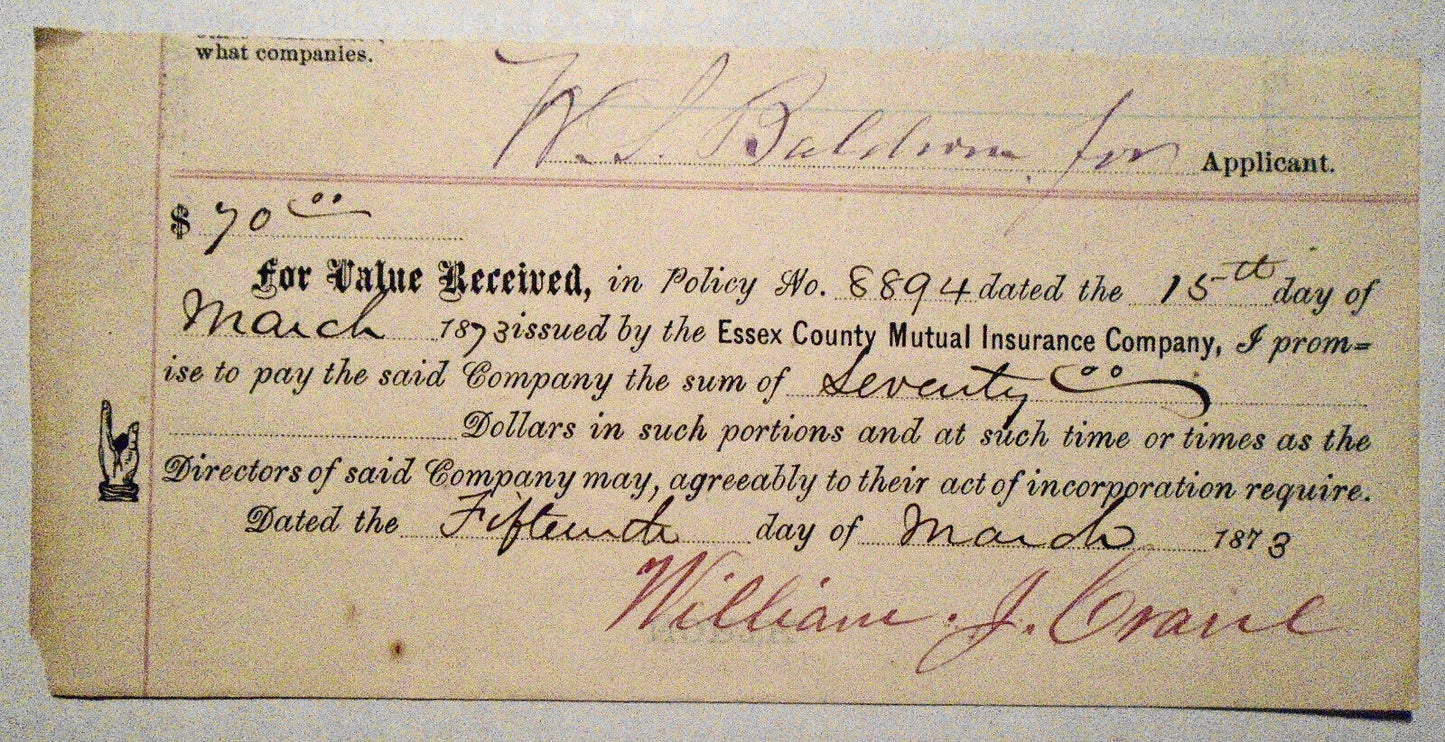 what companies.
W. S. Baldwin for Applicant.
$ 70 00
For Value Received, in Policy No. 8894 dated the 15th day of
March 1873 issued by the Essex County Mutual Insurance Company, I prom=
ise to pay the said Company the sum of Seventy 00
Dollars in such portions and at such time or times as the
Directors of said Company may, agreeably to their act of incorporation require.
Dated the Fifteenth day of March 1873
William. J. Crane